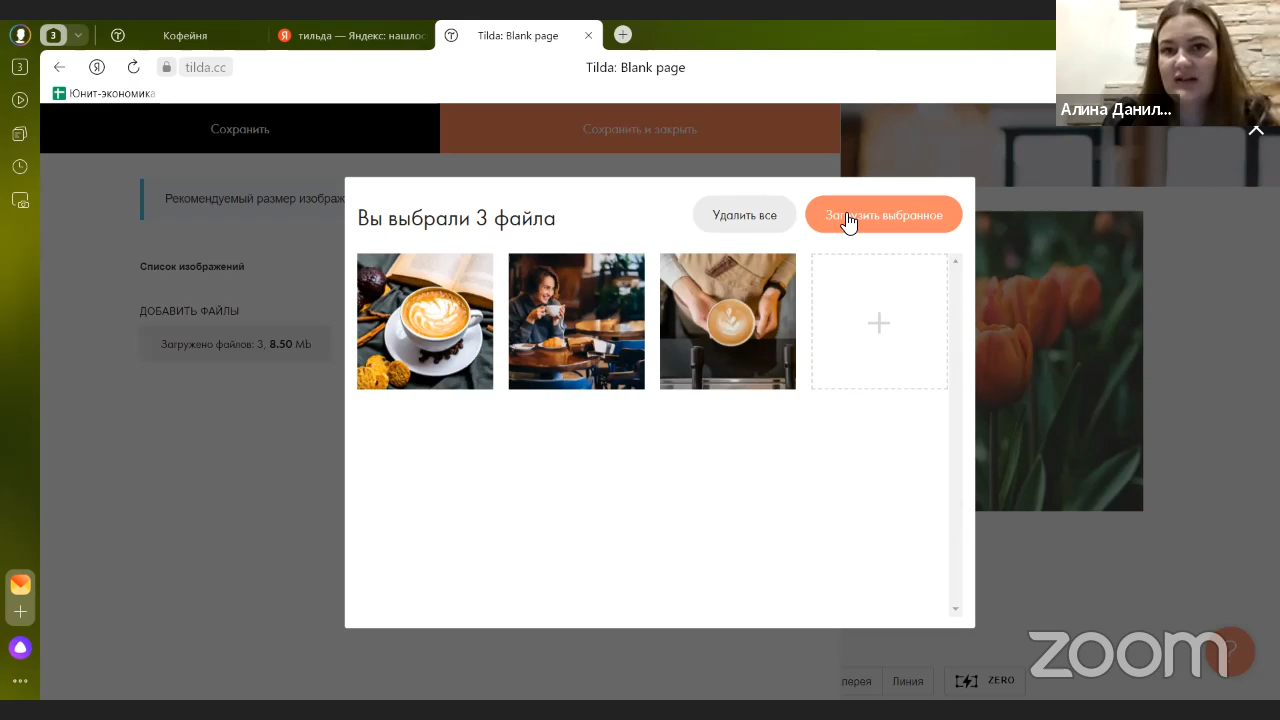 3
Кофейня
тильда — Яндекс: нашлос
Tilda: Blank page
tilda.cc
Tilda: Blank page
3
Юнит-экономика
Алина Данил...
Сохранить
Сохранить и закрыть
Рекомендуемый размер изображ
Вы выбрали 3 файла
Удалить все
Загрузить выбранное
Список изображений
ДОБАВИТЬ ФАЙЛЫ
Загружено файлов: 3, 8.50 Mb
лерея
Линия
ZERO
?
zoom